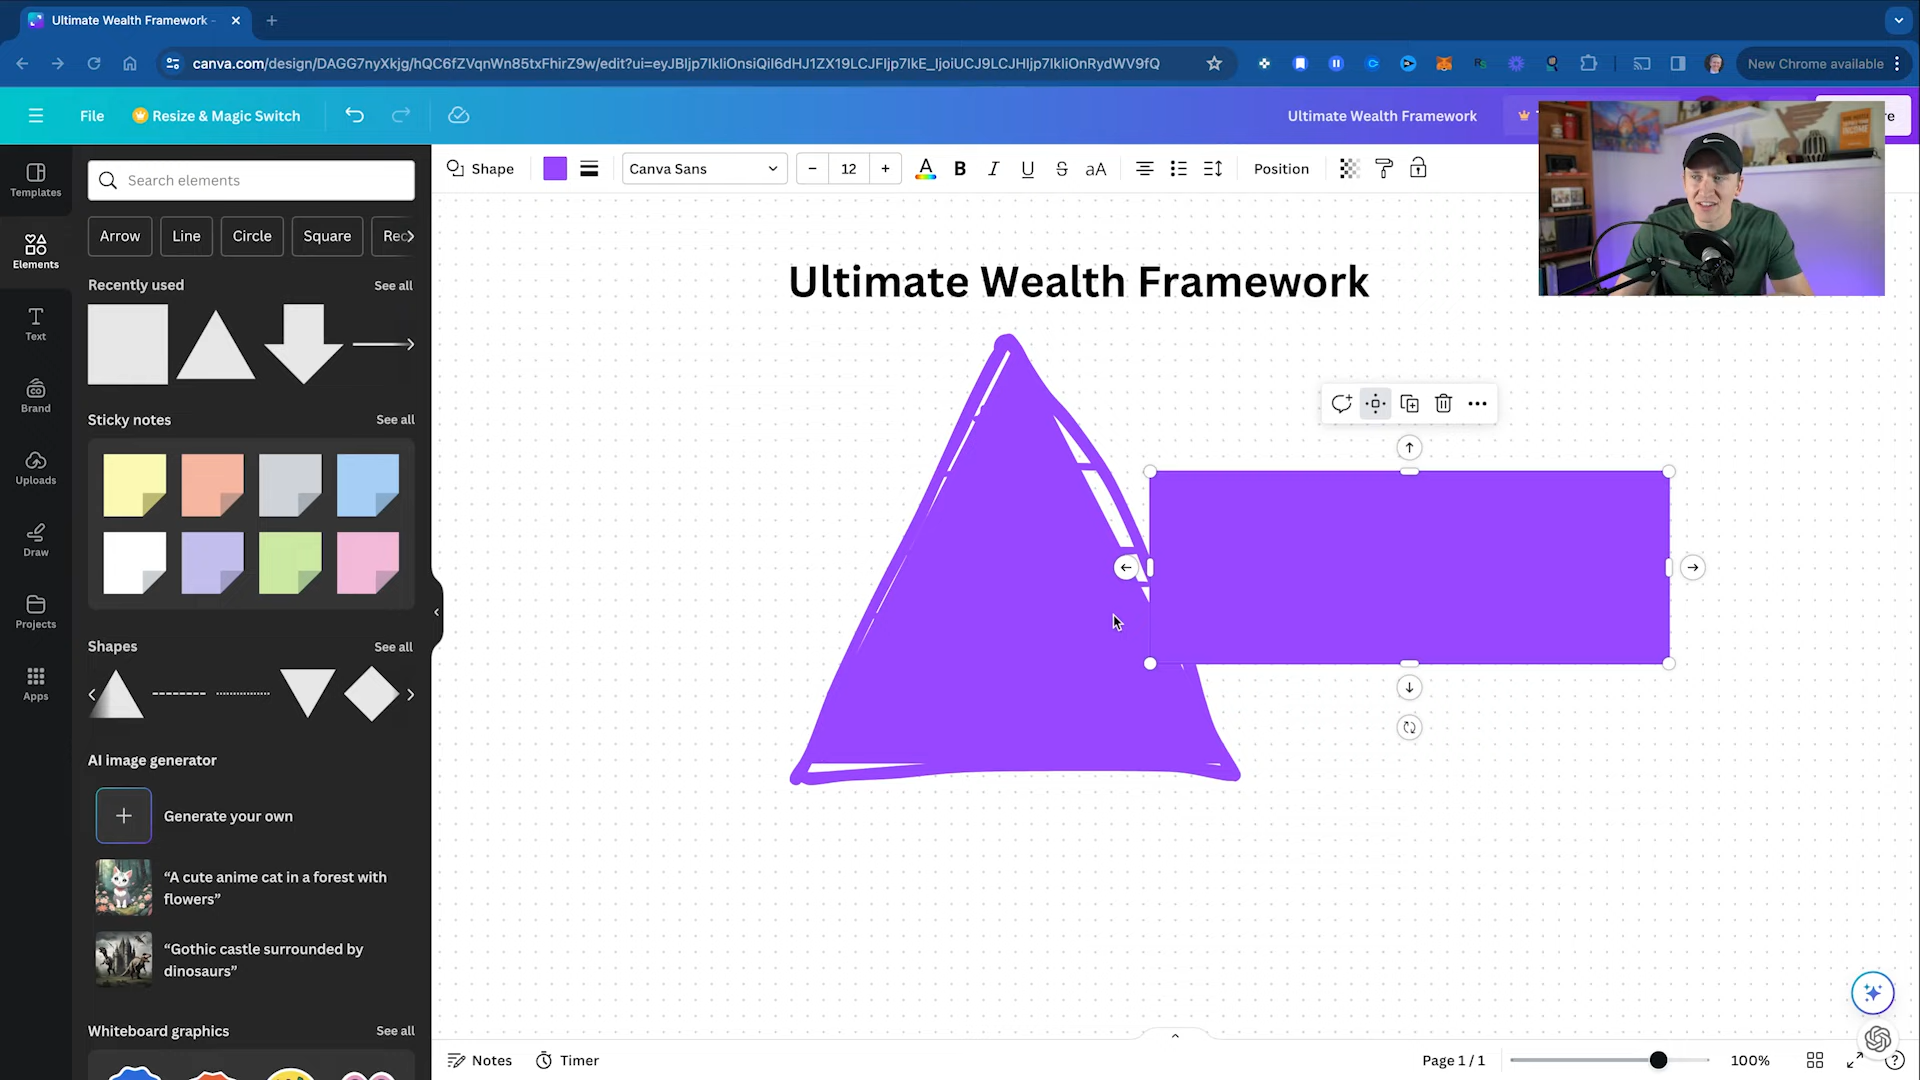 Ultimate Wealth Framework -
canva.com/design/DAGG7nyXkjg/hQC6fZVqnWn85txFhirZ9w/edit?ui=eyJBIjp7IkIiOnsiQiI6dHJ1ZX19LCJFIjp7IkE_IjoiUCJ9LCJHIjp7IkIiOnRydWV9fQ
New Chrome available
File
Resize & Magic Switch
Ultimate Wealth Framework
Templates
Elements
Text
Brand
Uploads
Draw
Projects
Apps
Search elements
Arrow
Line
Circle
Square
Rec
Recently used
See all
Sticky notes
See all
Shapes
See all
AI image generator
Generate your own
“A cute anime cat in a forest with
flowers”
“Gothic castle surrounded by
dinosaurs”
Whiteboard graphics
See all
Shape
Canva Sans
12
A
B
I
U
S
aA
Position
Ultimate Wealth Framework
Notes
Timer
Page 1 / 1
100%